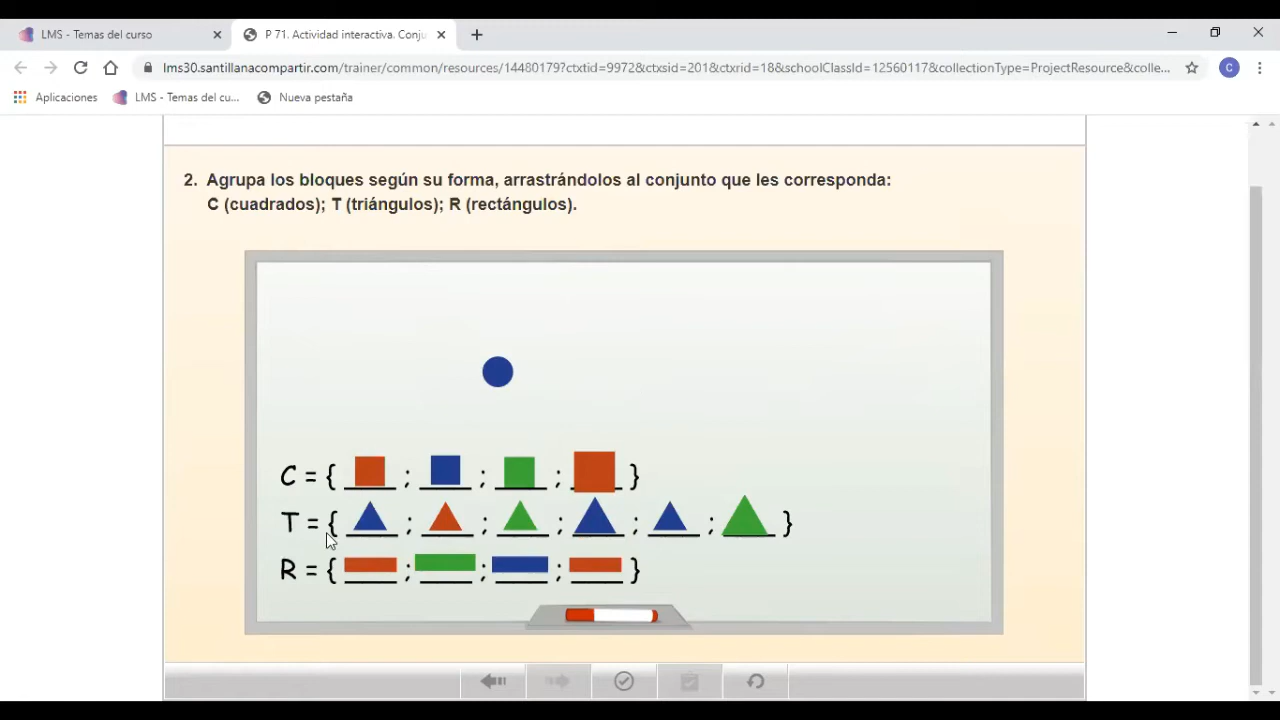 LMS - Temas del curso
P 71. Actividad interactiva. Conju
lms30.santillanacompartir.com/trainer/common/resources/14480179?ctxtid=9972&ctxsid=201&ctxrid=18&schoolClassId=12560117&collectionType=ProjectResource&colle...
C
Aplicaciones
LMS - Temas del cu...
Nueva pestaña
2. Agrupa los bloques según su forma, arrastrándolos al conjunto que les corresponda:
C (cuadrados); T (triángulos); R (rectángulos).
C = { ; ; ; }
T = { ; ; ; ; ; }
R = { ; ; ; }